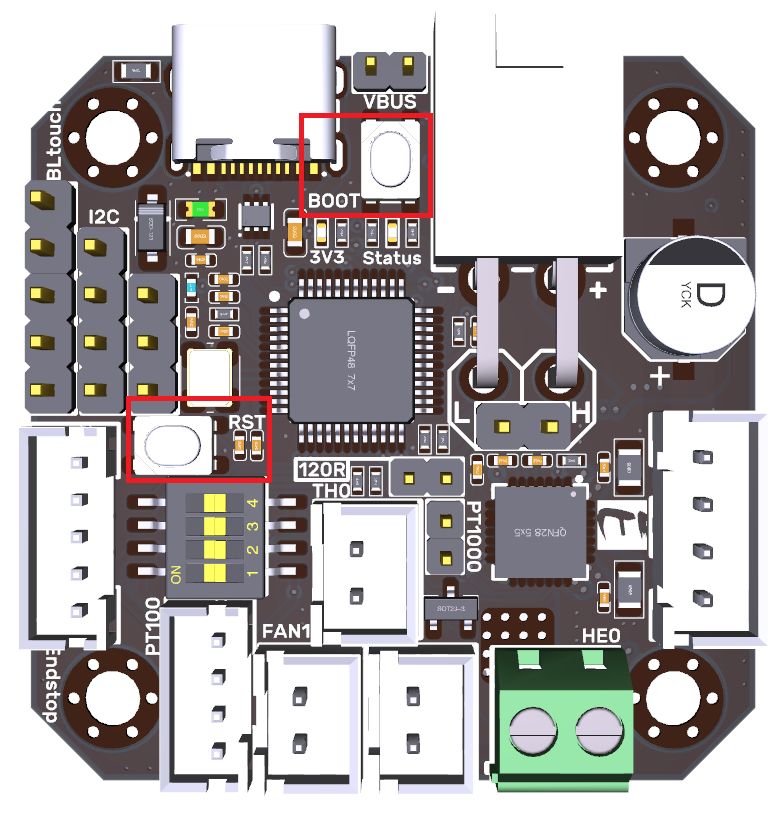 VBUS
BLtouch
BOOT
I2C
3V3
Status
D
YCK
LQFP48 7x7
-
+
+
L
H
RST
120R
TH0
4
3
2
1
ON
PT1000
QFN28 5x5
E
SOT23-3
PT100
FAN1
HE0
Endstop